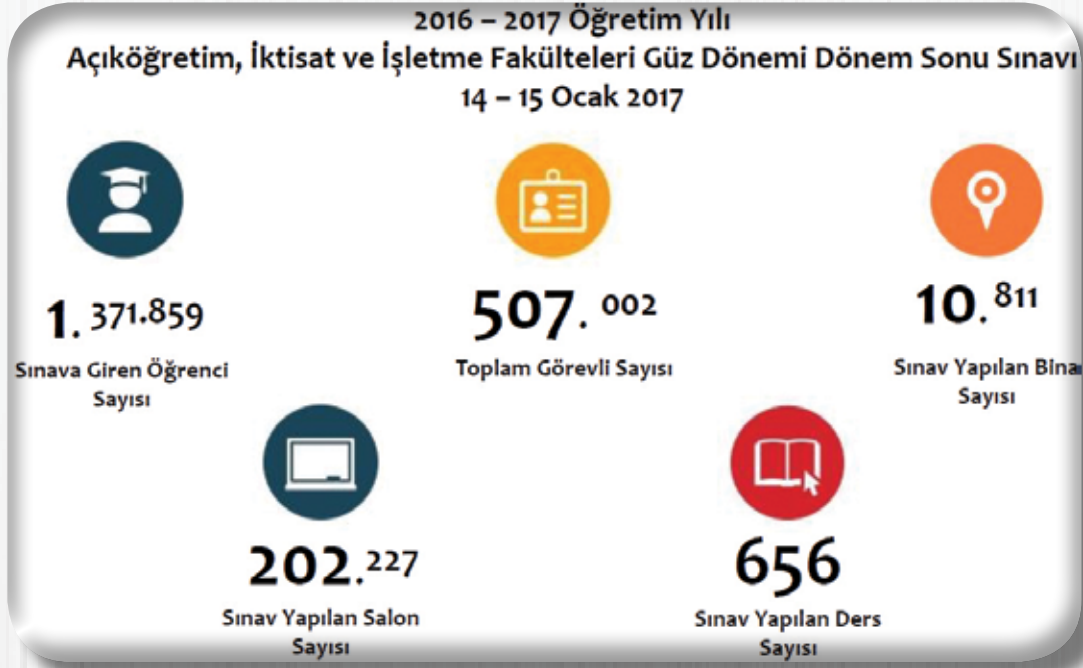 2016 – 2017 Öğretim Yılı
Açıköğretim, İktisat ve İşletme Fakülteleri Güz Dönemi Dönem Sonu Sınavı
14 – 15 Ocak 2017
1. 371.859
Sınava Giren Öğrenci
Sayısı
507. 002
Toplam Görevli Sayısı
10.811
Sınav Yapılan Bina
Sayısı
202.227
Sınav Yapılan Salon
Sayısı
656
Sınav Yapılan Ders
Sayısı